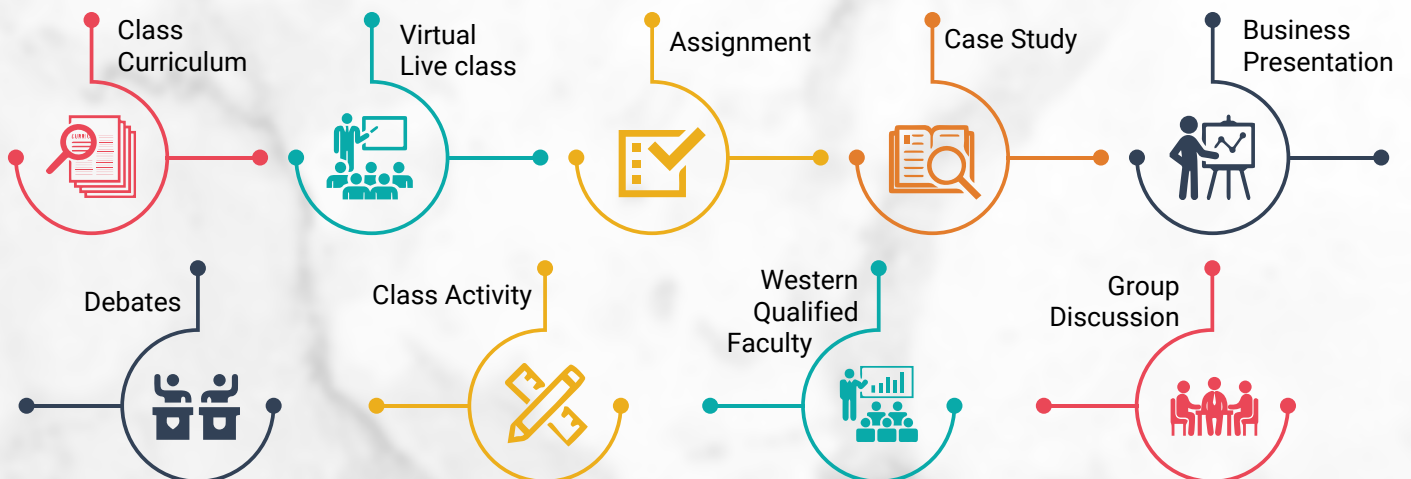 Class
Curriculum
Virtual
Live class
Assignment
Case Study
Business
Presentation
Debates
Class Activity
Western
Qualified
Faculty
Group
Discussion